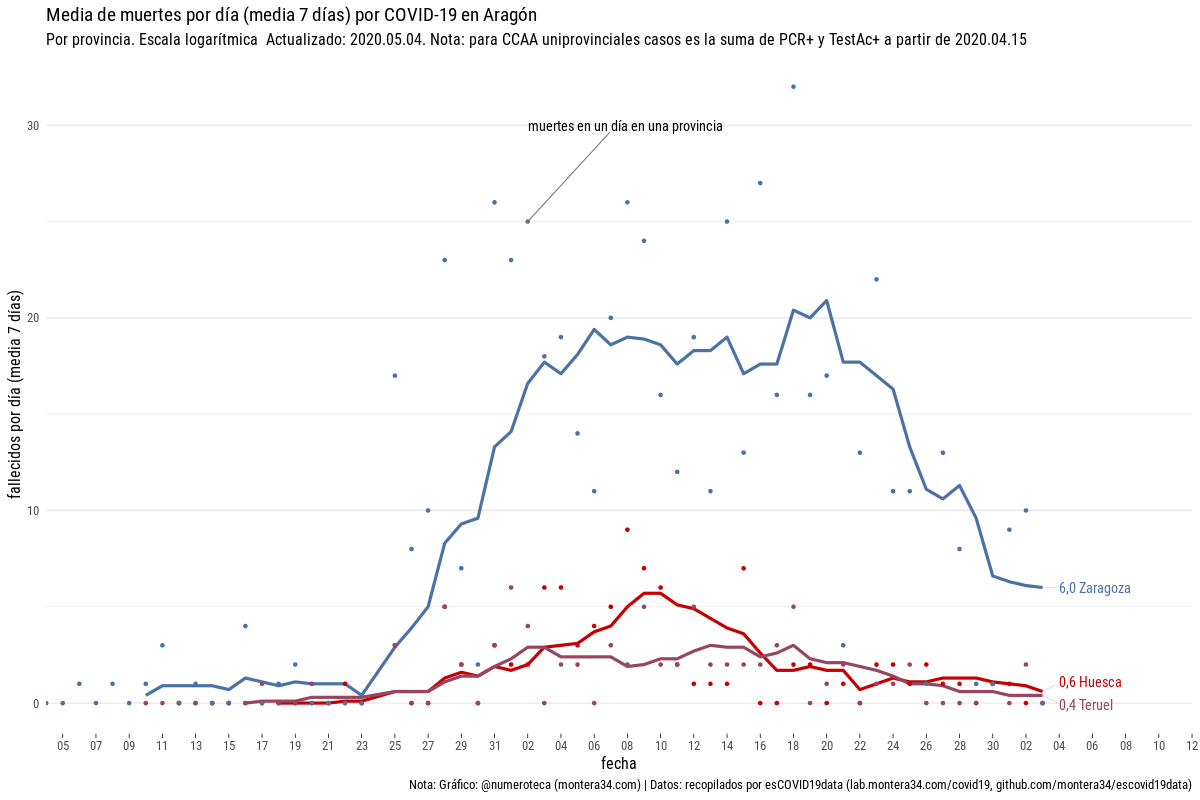 Media de muertes por día (media 7 días) por COVID-19 en Aragón
Por provincia. Escala logarítmica  Actualizado: 2020.05.04. Nota: para CCAA uniprovinciales casos es la suma de PCR+ y TestAc+ a partir de 2020.04.15
muertes en un día en una provincia
30
20
10
0
fallecidos por día (media 7 días)
6,0 Zaragoza
0,6 Huesca
0,4 Teruel
05 07 09 11 13 15 17 19 21 23 25 27 29 31 02 04 06 08 10 12 14 16 18 20 22 24 26 28 30 02 04 06 08 10 12
fecha
Nota: Gráfico: @numeroteca (montera34.com) | Datos: recopilados por esCOVID19data (lab.montera34.com/covid19, github.com/montera34/escovid19data)